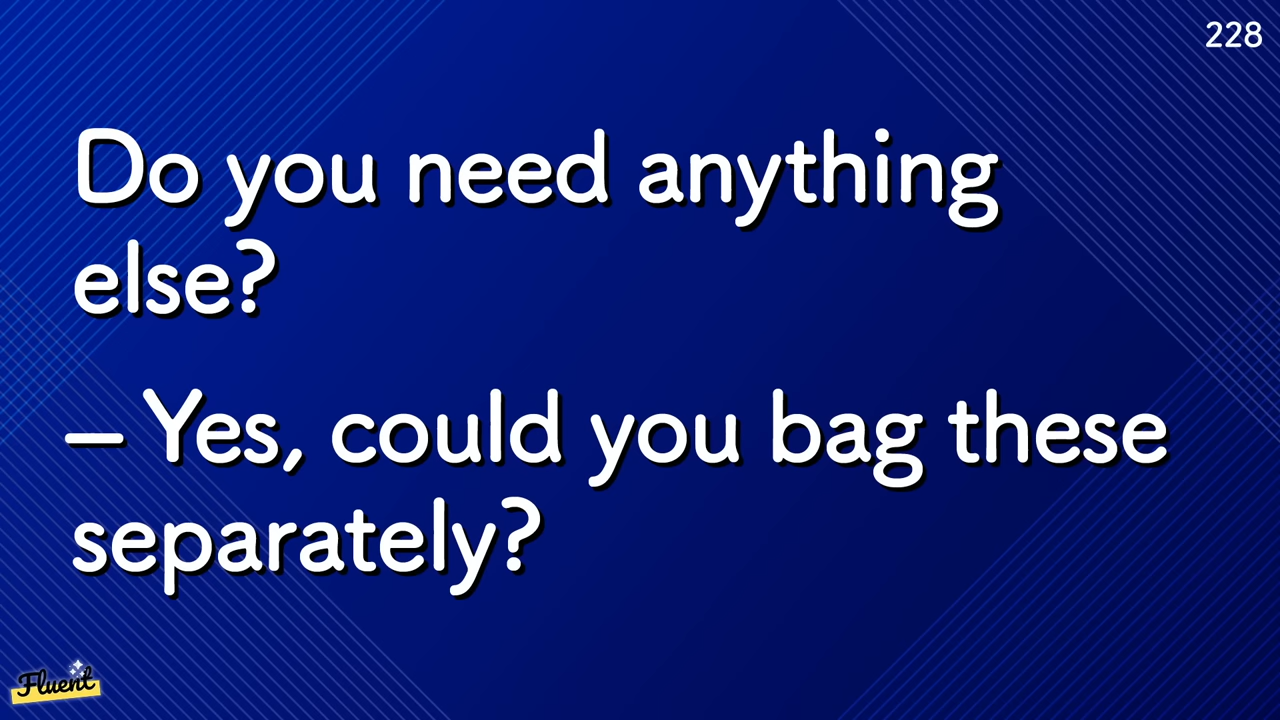 228
Do you need anything
else?
– Yes, could you bag these
separately?
Fluent